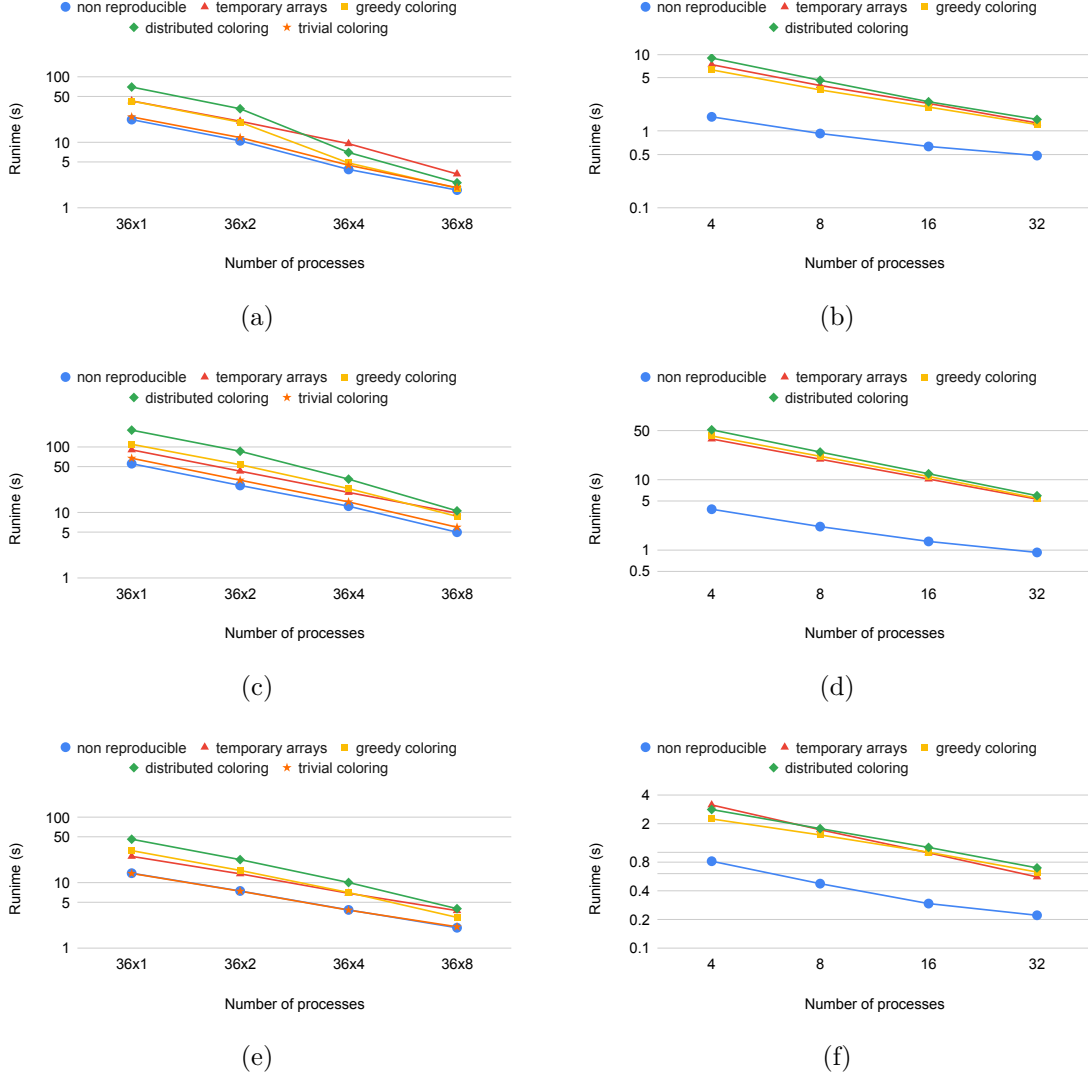 non reproducible temporary arrays greedy coloring
distributed coloring trivial coloring
Runime (s)
100
50
10
5
1
36x1 36x2 36x4 36x8
Number of processes
(a)
non reproducible temporary arrays greedy coloring
distributed coloring
Runime (s)
10
5
1
0.5
0.1
4 8 16 32
Number of processes
(b)
non reproducible temporary arrays greedy coloring
distributed coloring trivial coloring
Runime (s)
100
50
10
5
1
36x1 36x2 36x4 36x8
Number of processes
(c)
non reproducible temporary arrays greedy coloring
distributed coloring
Runime (s)
50
10
5
1
0.5
4 8 16 32
Number of processes
(d)
non reproducible temporary arrays greedy coloring
distributed coloring trivial coloring
Runime (s)
100
50
10
5
1
36x1 36x2 36x4 36x8
Number of processes
(e)
non reproducible temporary arrays greedy coloring
distributed coloring
Runime (s)
4
2
0.8
0.4
0.2
0.1
4 8 16 32
Number of processes
(f)